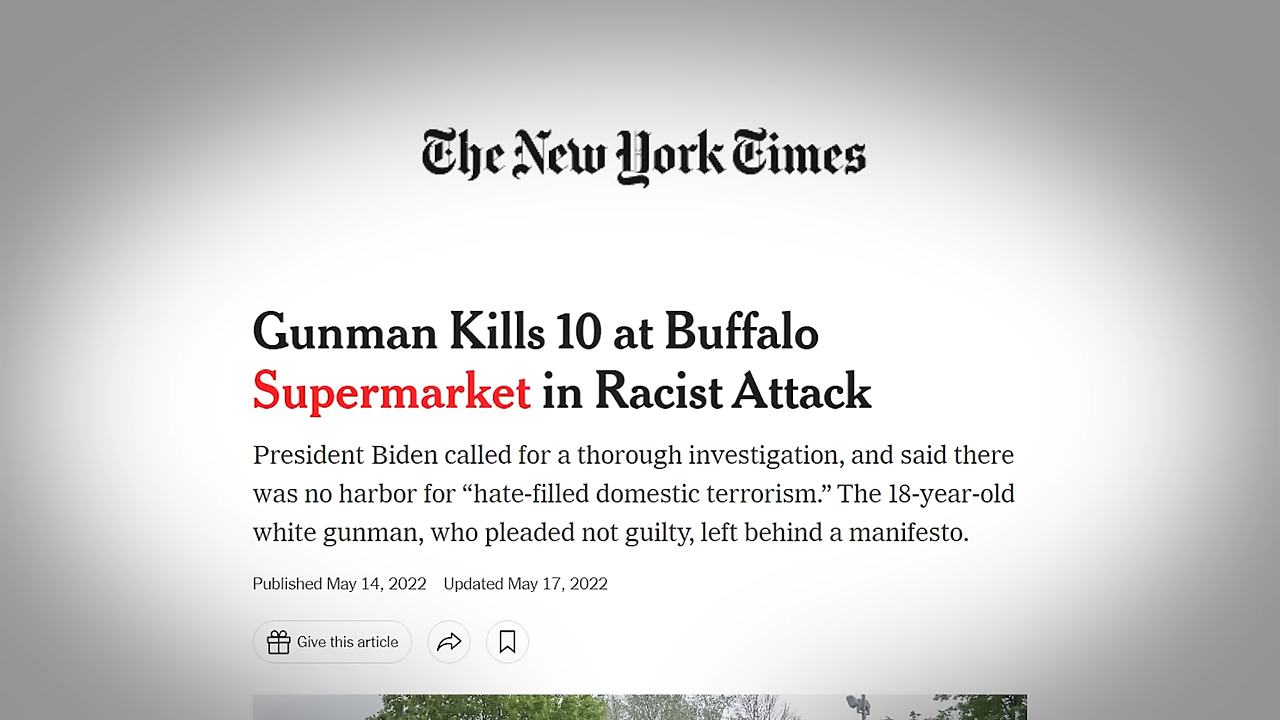 The New York Times
Gunman Kills 10 at Buffalo
Supermarket in Racist Attack
President Biden called for a thorough investigation, and said there
was no harbor for “hate-filled domestic terrorism.” The 18-year-old
white gunman, who pleaded not guilty, left behind a manifesto.
Published May 14, 2022 Updated May 17, 2022
Give this article